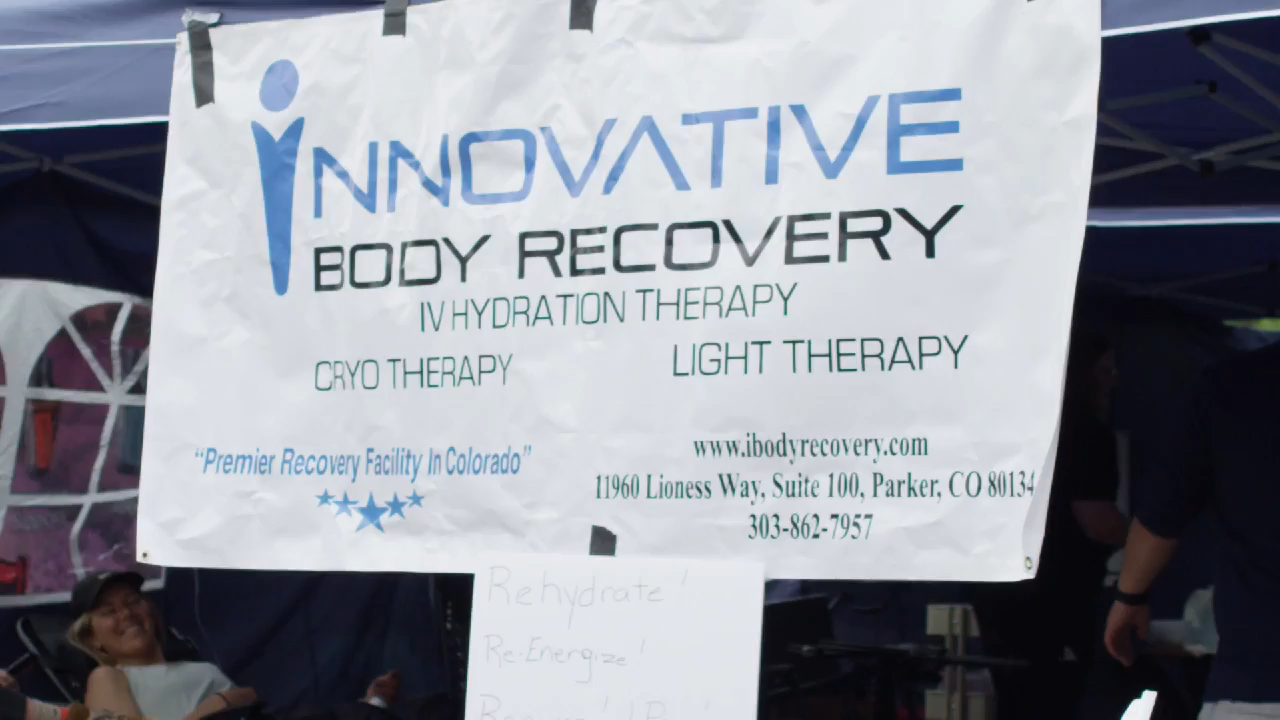 INNOVATIVE
BODY RECOVERY
IV HYDRATION THERAPY
CRYO THERAPY
LIGHT THERAPY
"Premier Recovery Facility In Colorado"
www.ibodyrecovery.com
11960 Lioness Way, Suite 100, Parker, CO 80134
303-862-7957
Rehydrate!
Re-Energize!